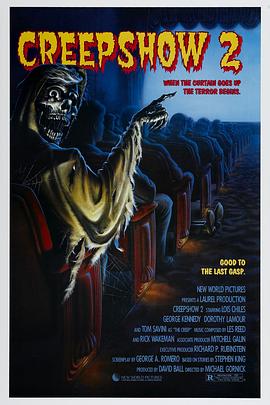 CREEPSHOW 2
WHEN THE CURTAIN GOES UP
THE TERROR BEGINS.
GOOD TO
THE LAST GASP.
NEW WORLD PICTURES
PRESENTS A LAUREL PRODUCTION
CREEPSHOW 2 STARRING LOIS CHILES
GEORGE KENNEDY DOROTHY LAMOUR
AND TOM SAVINI AS "THE CREEP" MUSIC COMPOSED BY LES REED
AND RICK WAKEMAN ASSOCIATE PRODUCER MITCHELL GALIN
EXECUTIVE PRODUCER RICHARD P. RUBINSTEIN
SCREENPLAY BY GEORGE A. ROMERO BASED ON STORIES BY STEPHEN KING
PRODUCED BY DAVID BALL DIRECTED BY MICHAEL GORNICK
NEW WORLD PICTURES
R